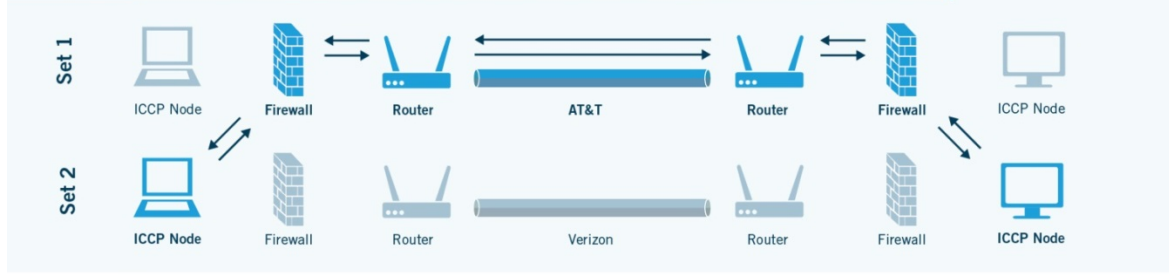 Set 1
ICCP Node
Firewall
Router
AT&T
Router
Firewall
ICCP Node
Set 2
ICCP Node
Firewall
Router
Verizon
Router
Firewall
ICCP Node